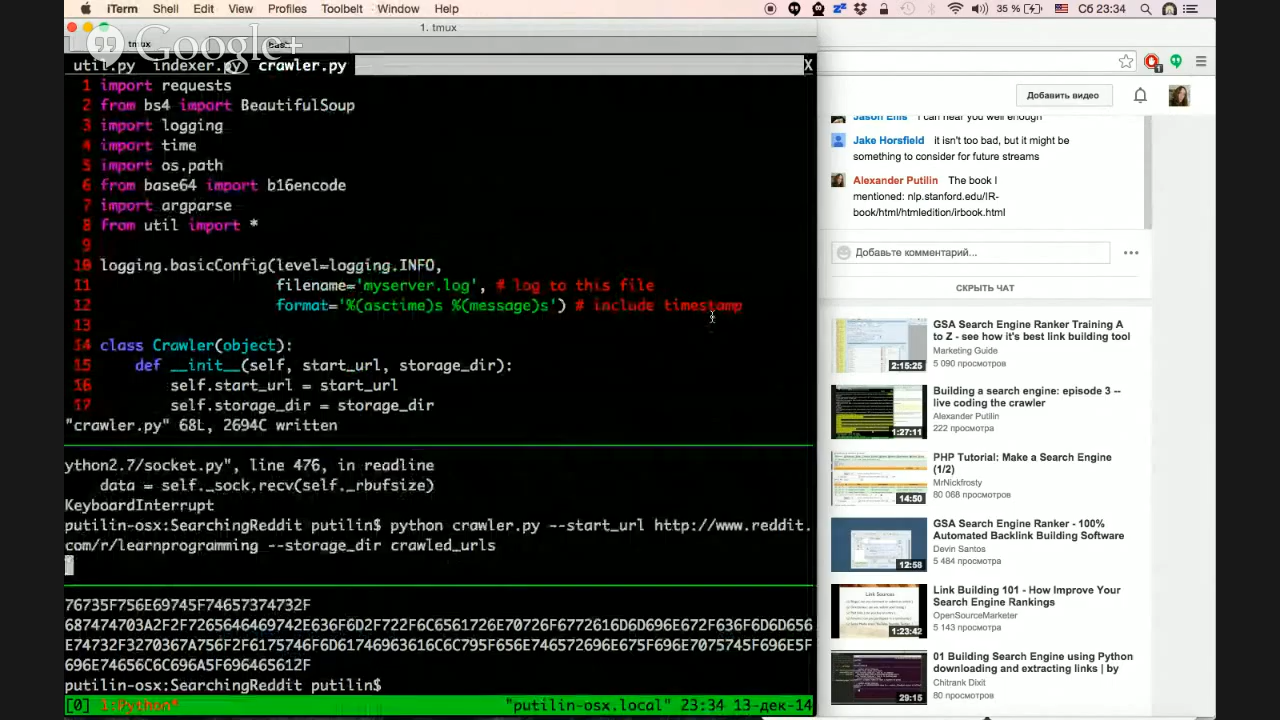 iTerm Shell Edit View Profiles Toolbelt Window Help 35 % Сб 23:34
1. tmux
tmux
Google+
util.py indexer.py crawler.py X
1 import requests
2 from bs4 import BeautifulSoup
3 import logging
4 import time
5 import os.path
6 from base64 import b16encode
7 import argparse
8 from util import *
9
10 logging.basicConfig(level=logging.INFO,
11 filename='myserver.log', # log to this file
12 format='%(asctime)s %(message)s') # include timestamp
13
14 class Crawler(object):
15 def __init__(self, start_url, storage_dir):
16 self.start_url = start_url
17 self.storage_dir = storage_dir
"crawler.py" 68L, 2694C written
readline
data = self._sock.recv(self._rbufsize)
KeyboardInterrupt
putilin-osx:SearchingReddit putilin$ python crawler.py --start_url http://www.reddit.
com/r/learnprogramming --storage_dir crawled_urls
putilin-osx:SearchingReddit putilin$
[0] 1:Python* "putilin-osx.local" 23:34 13-дек-14
Добавить видео
Jason Ellis I can hear you well enough
Jake Horsfield it isn't too bad, but it might be
something to consider for future streams
Alexander Putilin The book I
mentioned: nlp.stanford.edu/IR-
book/html/htmledition/irbook.html
Добавьте комментарий...
СКРЫТЬ ЧАТ
GSA Search Engine Ranker Training A
to Z - see how it's best link building tool
Marketing Guide
5 090 просмотра
2:15:25
Building a search engine: episode 3 --
live coding the crawler
Alexander Putilin
222 просмотра
1:27:11
PHP Tutorial: Make a Search Engine
(1/2)
MrNickfrosty
80 068 просмотров
14:50
GSA Search Engine Ranker - 100%
Automated Backlink Building Software
Devin Santos
5 484 просмотра
12:58
Link Building 101 - How Improve Your
Search Engine Rankings
OpenSourceMarketer
5 143 просмотра
1:23:42
01 Building Search Engine using Python
downloading and extracting links | by
Chitrank Dixit
80 просмотра
29:15